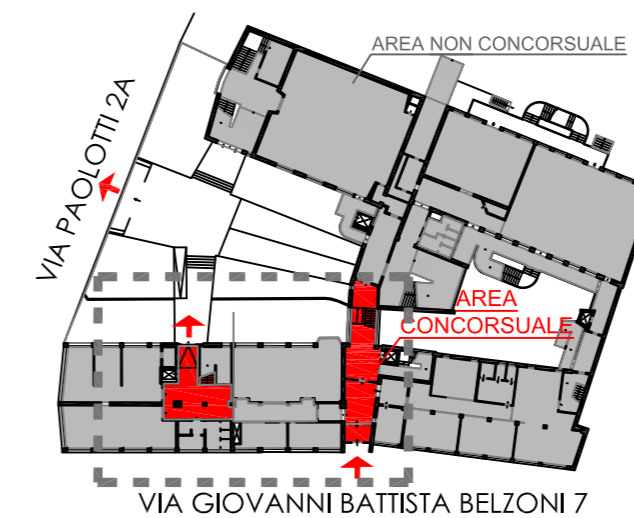 AREA NON CONCORSUALE
VIA PAOLOTTI 2A
AREA
CONCORSUALE
VIA GIOVANNI BATTISTA BELZONI 7